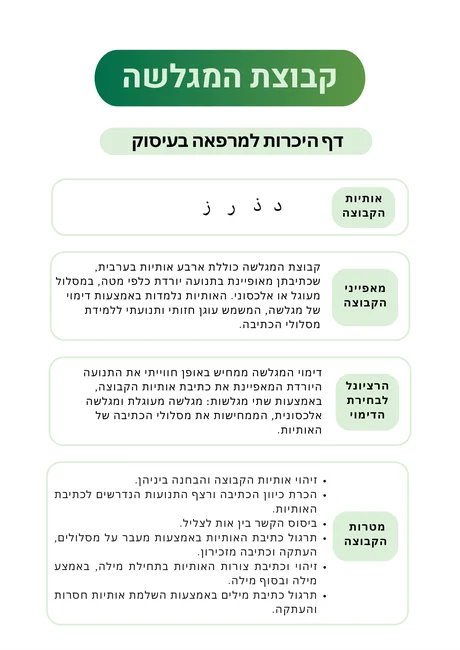 קבוצת המגלשה
דף היכרות למרפאה בעיסוק
אותיות
הקבוצה
د ذ ر ز
מאפייני
הקבוצה
קבוצת המגלשה כוללת ארבע אותיות בערבית,
שכתיבתן מאופיינת בתנועה יורדת כלפי מטה, במסלול
מעוגל או אלכסוני. האותיות נלמדות באמצעות דימוי
של מגלשה, המשמש עוגן חזותי ותנועתי ללמידת
מסלולי הכתיבה.
הרציונל
לבחירת
הדימוי
דימוי המגלשה ממחיש באופן חווייתי את התנועה
היורדת המאפיינת את כתיבת אותיות הקבוצה,
באמצעות שתי מגלשות: מגלשה מעוגלת ומגלשה
אלכסונית, הממחישות את מסלולי הכתיבה של
האותיות.
מטרות
הקבוצה
• זיהוי אותיות הקבוצה והבחנה ביניהן.
• הכרת כיוון הכתיבה ורצף התנועות הנדרשים לכתיבת
האותיות.
• ביסוס הקשר בין אות לצליל.
• תרגול כתיבת האותיות באמצעות מעבר על מסלולים,
העתקה וכתיבה מזכירון.
• זיהוי וכתיבת צורות האותיות בתחילת מילה, באמצע
מילה ובסוף מילה.
• תרגול כתיבת מילים באמצעות השלמת אותיות חסרות
והעתקה.